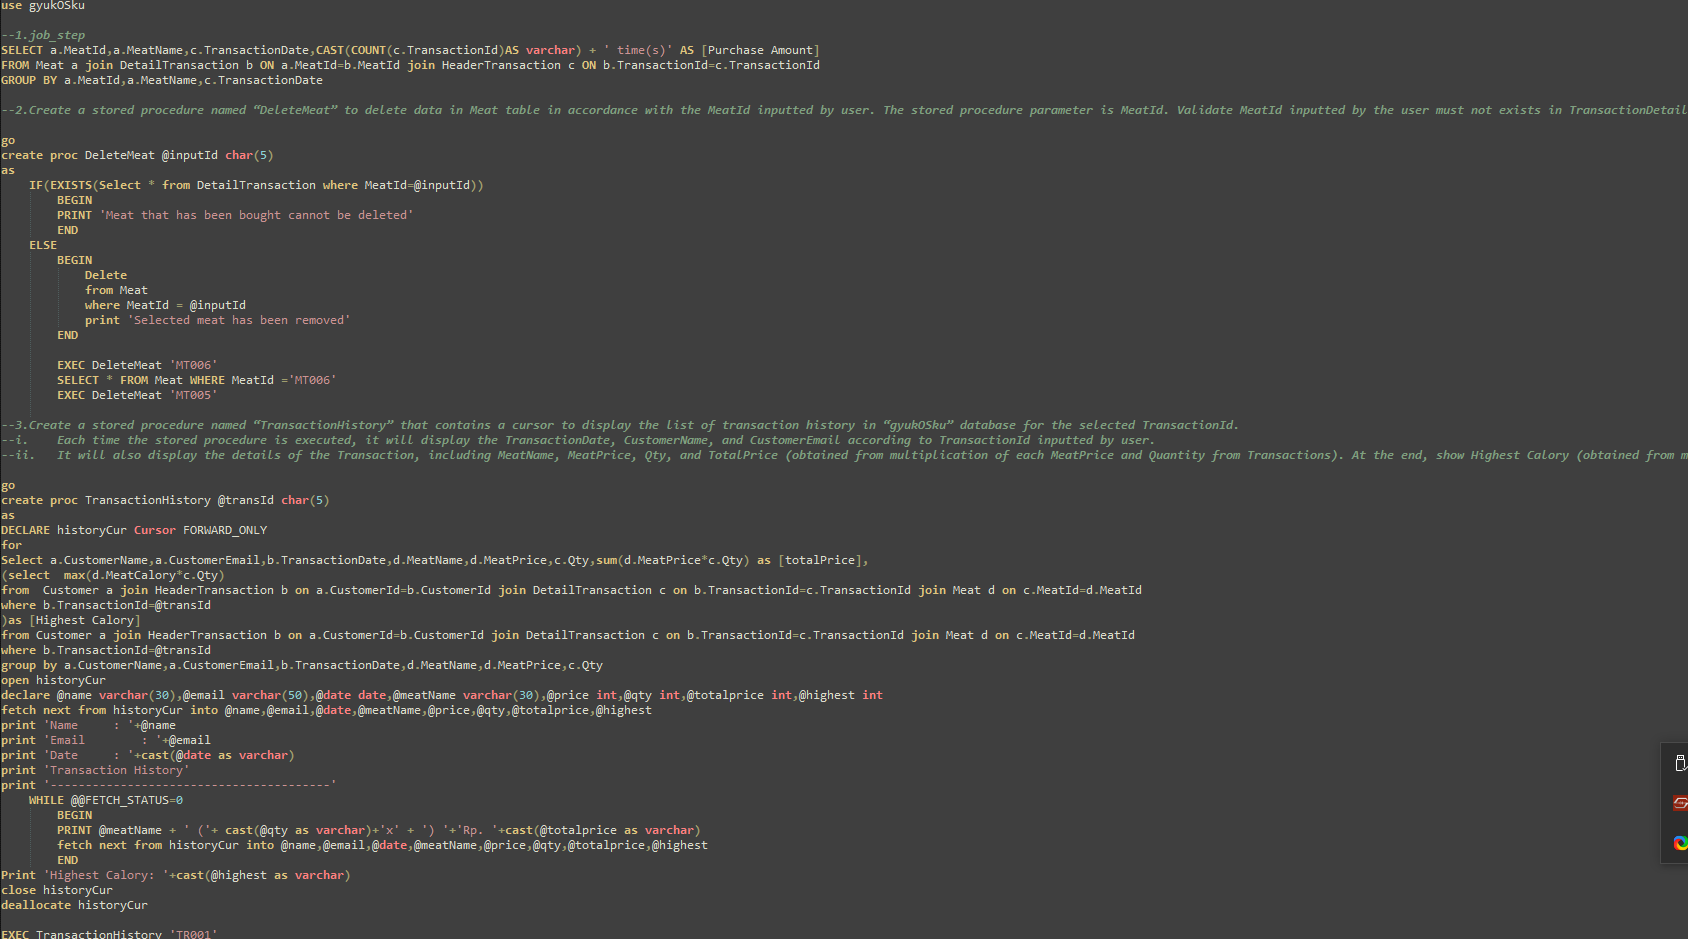 use gyukOSku
--1.job_step
SELECT a.MeatId,a.MeatName,c.TransactionDate,CAST(COUNT(c.TransactionId)AS varchar) + ' time(s)' AS [Purchase Amount]
FROM Meat a join DetailTransaction b ON a.MeatId=b.MeatId join HeaderTransaction c ON b.TransactionId=c.TransactionId
GROUP BY a.MeatId,a.MeatName,c.TransactionDate
--2.Create a stored procedure named “DeleteMeat” to delete data in Meat table in accordance with the MeatId inputted by user. The stored procedure parameter is MeatId. Validate MeatId inputted by the user must not exists in TransactionDetail
go
create proc DeleteMeat @inputId char(5)
as
IF(EXISTS(Select * from DetailTransaction where MeatId=@inputId))
BEGIN
PRINT 'Meat that has been bought cannot be deleted'
END
ELSE
BEGIN
Delete
from Meat
where MeatId = @inputId
print 'Selected meat has been removed'
END
EXEC DeleteMeat 'MT006'
SELECT * FROM Meat WHERE MeatId ='MT006'
EXEC DeleteMeat 'MT005'
--3.Create a stored procedure named “TransactionHistory” that contains a cursor to display the list of transaction history in “gyukOSku” database for the selected TransactionId.
--i.    Each time the stored procedure is executed, it will display the TransactionDate, CustomerName, and CustomerEmail according to TransactionId inputted by user.
--ii.   It will also display the details of the Transaction, including MeatName, MeatPrice, Qty, and TotalPrice (obtained from multiplication of each MeatPrice and Quantity from Transactions). At the end, show Highest Calory (obtained from m
go
create proc TransactionHistory @transId char(5)
as
DECLARE historyCur Cursor FORWARD_ONLY
for
Select a.CustomerName,a.CustomerEmail,b.TransactionDate,d.MeatName,d.MeatPrice,c.Qty,sum(d.MeatPrice*c.Qty) as [totalPrice],
(select  max(d.MeatCalory*c.Qty)
from  Customer a join HeaderTransaction b on a.CustomerId=b.CustomerId join DetailTransaction c on b.TransactionId=c.TransactionId join Meat d on c.MeatId=d.MeatId
where b.TransactionId=@transId
)as [Highest Calory]
from Customer a join HeaderTransaction b on a.CustomerId=b.CustomerId join DetailTransaction c on b.TransactionId=c.TransactionId join Meat d on c.MeatId=d.MeatId
where b.TransactionId=@transId
group by a.CustomerName,a.CustomerEmail,b.TransactionDate,d.MeatName,d.MeatPrice,c.Qty
open historyCur
declare @name varchar(30),@email varchar(50),@date date,@meatName varchar(30),@price int,@qty int,@totalprice int,@highest int
fetch next from historyCur into @name,@email,@date,@meatName,@price,@qty,@totalprice,@highest
print 'Name     : '+@name
print 'Email        : '+@email
print 'Date     : '+cast(@date as varchar)
print 'Transaction History'
print '----------------------------------------'
WHILE @@FETCH_STATUS=0
BEGIN
PRINT @meatName + ' ('+ cast(@qty as varchar)+'x' + ') '+'Rp. '+cast(@totalprice as varchar)
fetch next from historyCur into @name,@email,@date,@meatName,@price,@qty,@totalprice,@highest
END
Print 'Highest Calory: '+cast(@highest as varchar)
close historyCur
deallocate historyCur
EXEC TransactionHistory 'TR001'